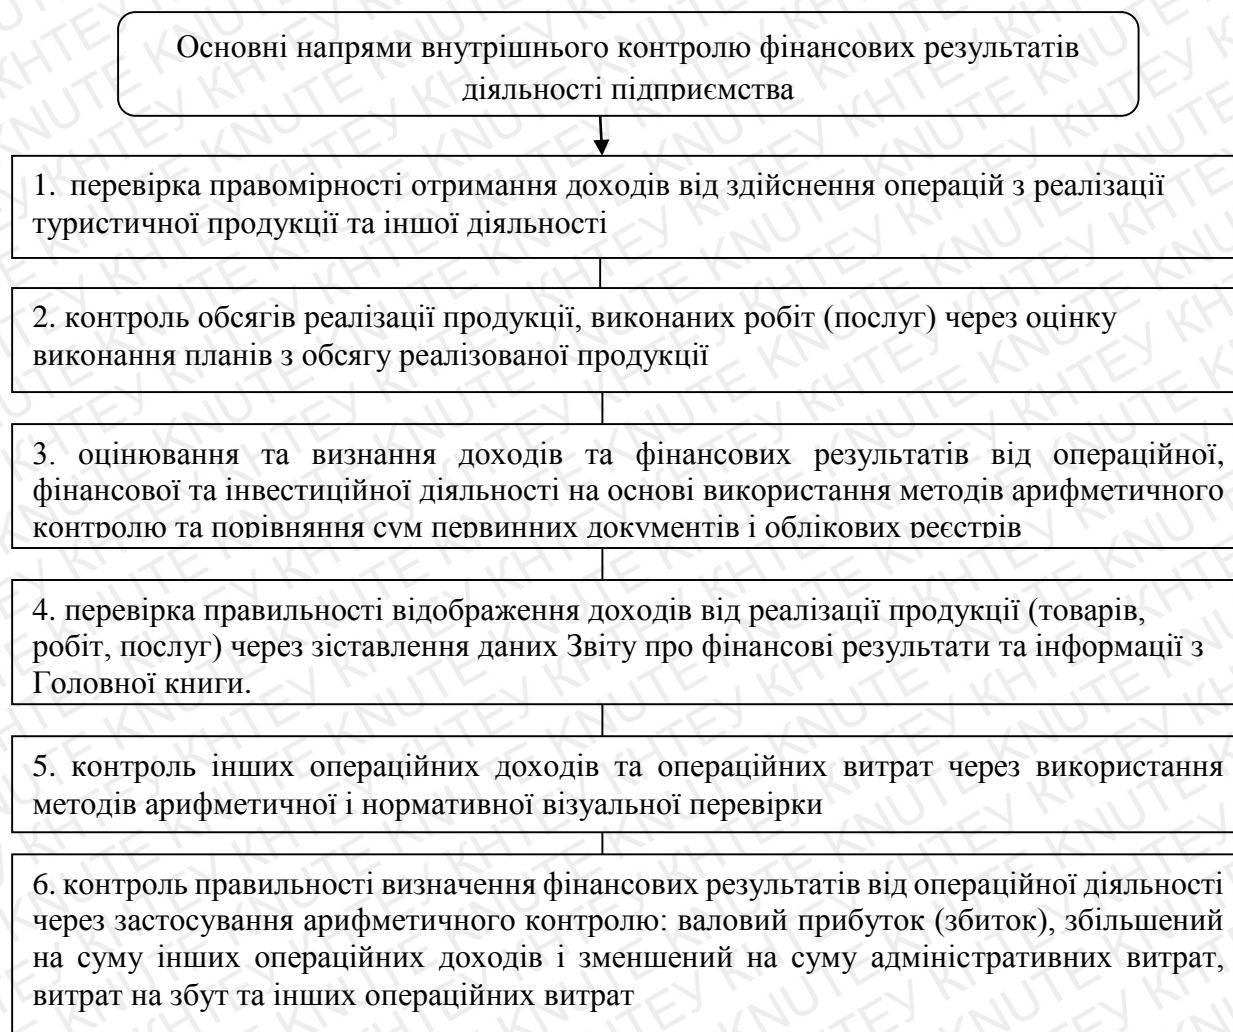 Основні напрями внутрішнього контролю фінансових результатів
діяльності підприємства
1. перевірка правомірності отримання доходів від здійснення операцій з реалізації
туристичної продукції та іншої діяльності
2. контроль обсягів реалізації продукції, виконаних робіт (послуг) через оцінку
виконання планів з обсягу реалізованої продукції
3. оцінювання та визнання доходів та фінансових результатів від операційної,
фінансової та інвестиційної діяльності на основі використання методів арифметичного
контролю та порівняння сум первинних документів і облікових реєстрів
4. перевірка правильності відображення доходів від реалізації продукції (товарів,
робіт, послуг) через зіставлення даних Звіту про фінансові результати та інформації з
Головної книги.
5. контроль інших операційних доходів та операційних витрат через використання
методів арифметичної і нормативної візуальної перевірки
6. контроль правильності визначення фінансових результатів від операційної діяльності
через застосування арифметичного контролю: валовий прибуток (збиток), збільшений
на суму інших операційних доходів і зменшений на суму адміністративних витрат,
витрат на збут та інших операційних витрат